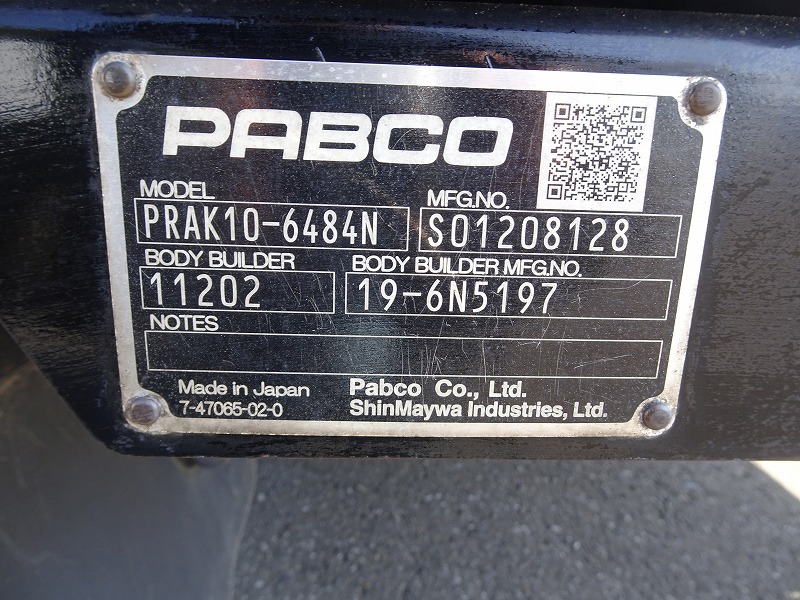 PABCO
MODEL MFG.NO.
PRAK10-6484N S01208128
BODY BUILDER BODY BUILDER MFG.NO.
11202 19-6N5197
NOTES
Made in Japan Pabco Co., Ltd.
7-47065-02-0 ShinMaywa Industries, Ltd.